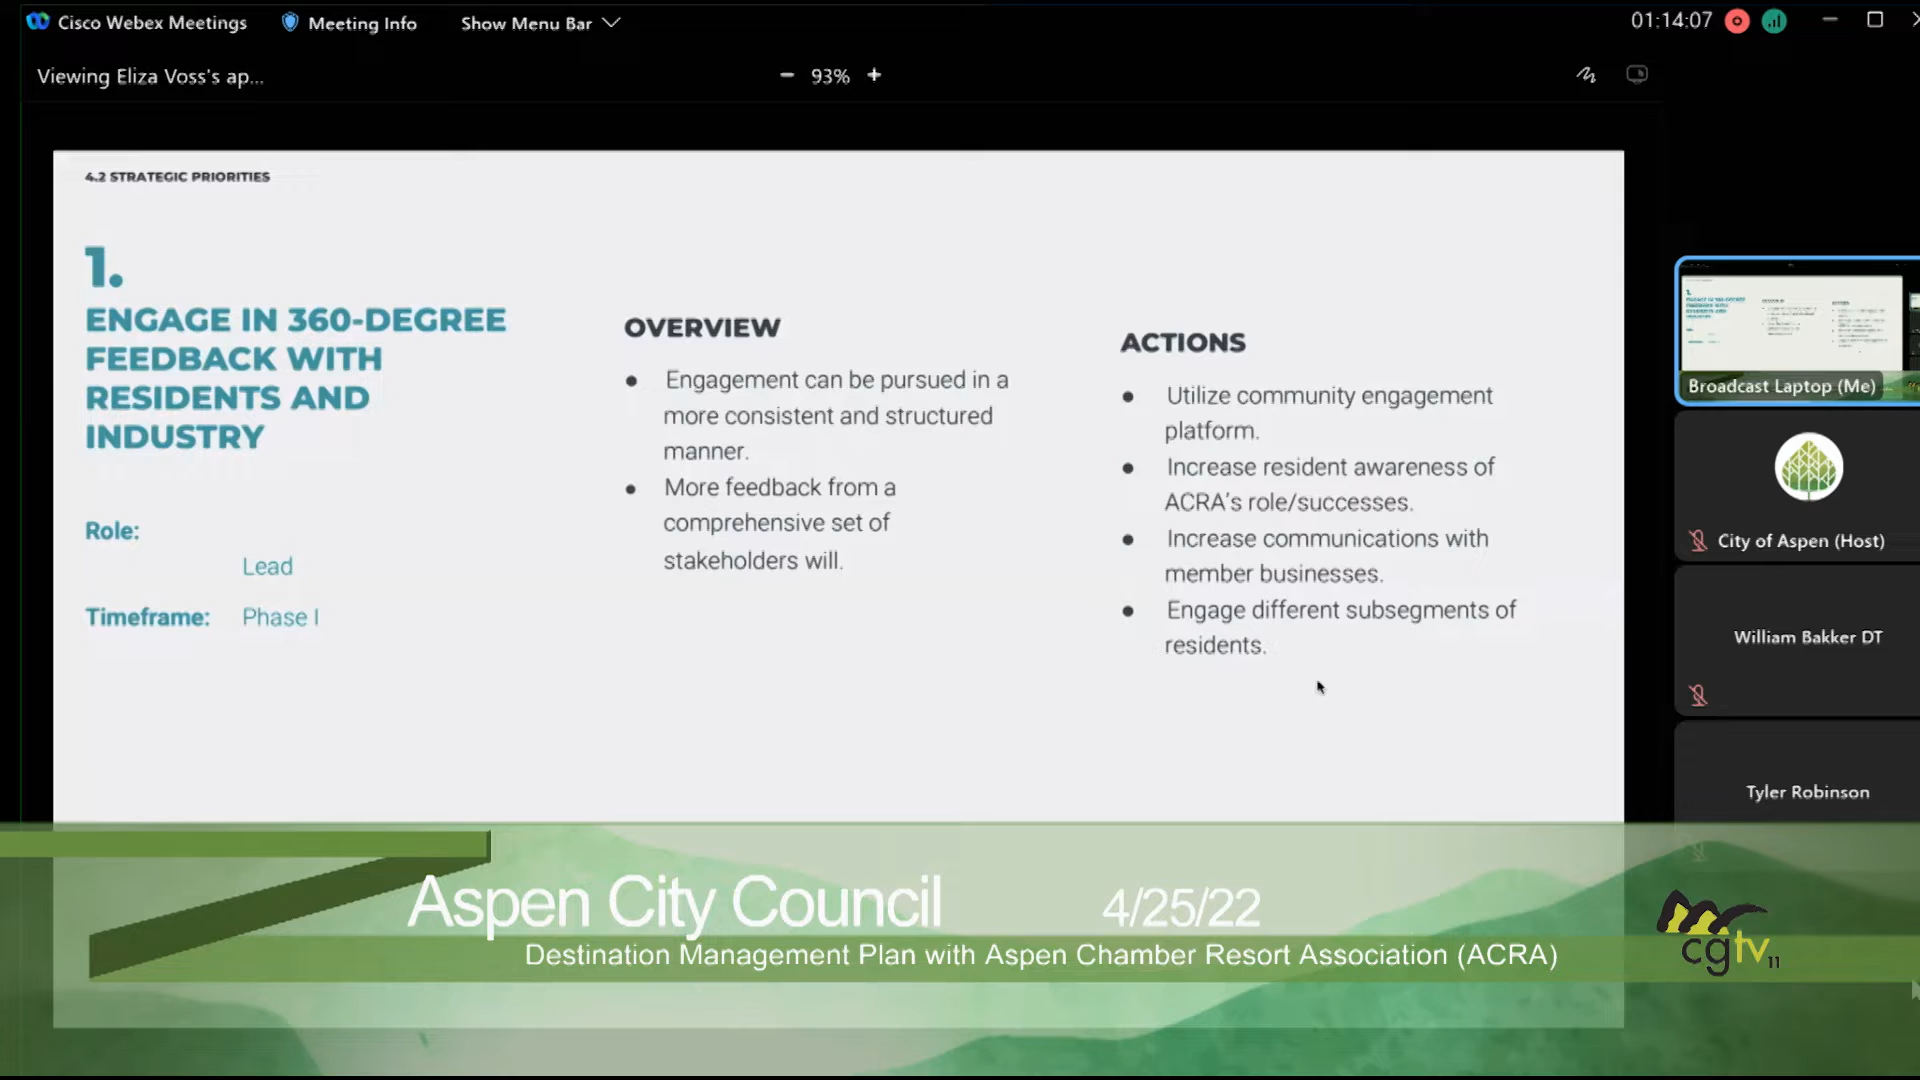 Cisco Webex Meetings
Meeting Info
Show Menu Bar
01:14:07
Viewing Eliza Voss's ap...
93%
4.2 STRATEGIC PRIORITIES
1.
ENGAGE IN 360-DEGREE
FEEDBACK WITH
RESIDENTS AND
INDUSTRY
Role:
Lead
Timeframe: Phase I
OVERVIEW
● Engagement can be pursued in a
more consistent and structured
manner.
● More feedback from a
comprehensive set of
stakeholders will.
ACTIONS
● Utilize community engagement
platform.
● Increase resident awareness of
ACRA's role/successes.
● Increase communications with
member businesses.
● Engage different subsegments of
residents.
Broadcast Laptop (Me)
City of Aspen (Host)
William Bakker DT
Tyler Robinson
Aspen City Council 4/25/22
Destination Management Plan with Aspen Chamber Resort Association (ACRA)
cgtv11